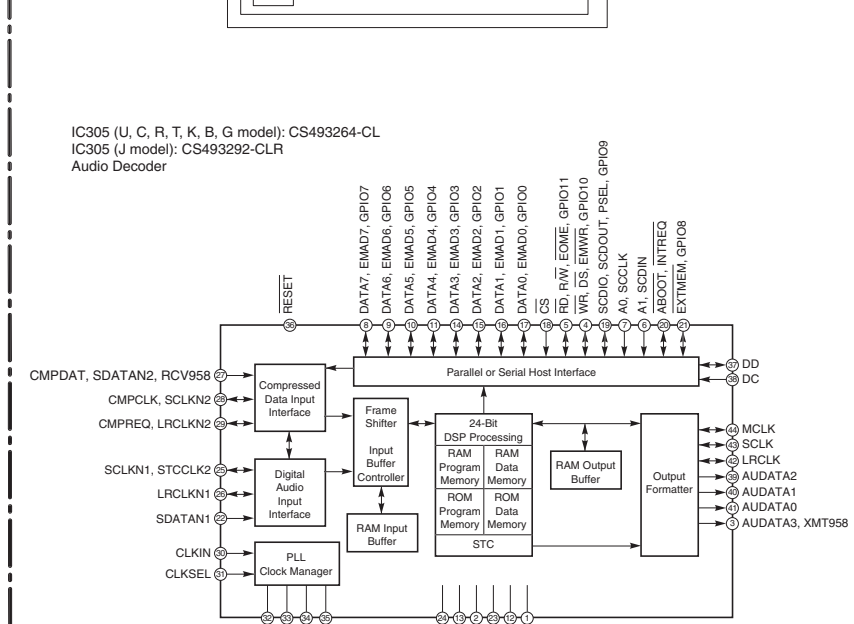 IC305 (U, C, R, T, K, B, G model): CS493264-CL
IC305 (J model): CS493292-CLR
Audio Decoder
RESET
DATA7, EMAD7, GPIO7
DATA6, EMAD6, GPIO6
DATA5, EMAD5, GPIO5
DATA4, EMAD4, GPIO4
DATA3, EMAD3, GPIO3
DATA2, EMAD2, GPIO2
DATA1, EMAD1, GPIO1
DATA0, EMAD0, GPIO0
CS
RD, R/W, EOME, GPIO11
WR, DS, EMWR, GPIO10
SCDIO, SCDOUT, PSEL, GPIO9
A0, SCCLK
A1, SCDIN
ABOOT, INTREQ
EXTMEM, GPIO8
36
8
9
10
11
14
15
16
17
18
5
4
19
7
6
20
21
CMPDAT, SDATAN2, RCV958 27
CMPCLK, SCLKN2 28
CMPREQ, LRCLKN2 29
SCLKN1, STCCLK2 25
LRCLKN1 26
SDATAN1 22
CLKIN 30
CLKSEL 31
Compressed
Data Input
Interface
Digital
Audio
Input
Interface
PLL
Clock Manager
Parallel or Serial Host Interface
Frame
Shifter
Input
Buffer
Controller
RAM Input
Buffer
24-Bit
DSP Processing
RAM
Program
Memory
RAM
Data
Memory
ROM
Program
Memory
ROM
Data
Memory
STC
RAM Output
Buffer
Output
Formatter
37 DD
38 DC
44 MCLK
43 SCLK
42 LRCLK
39 AUDATA2
40 AUDATA1
41 AUDATA0
3 AUDATA3, XMT958
32
33
34
35
24
13
2
23
12
1